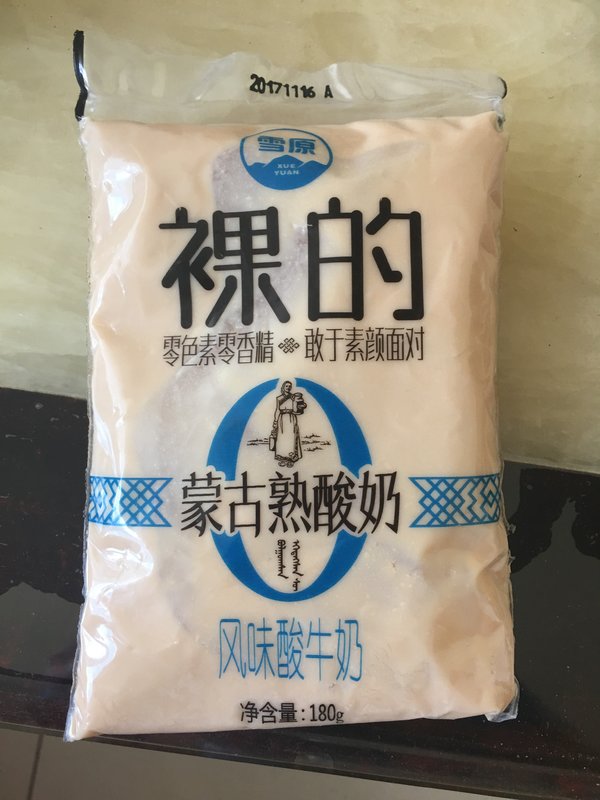 20171116 A
雪原
XUE
YUAN
裸的
零色素零香精 敢于素颜面对
蒙古熟酸奶
风味酸牛奶
净含量:180g